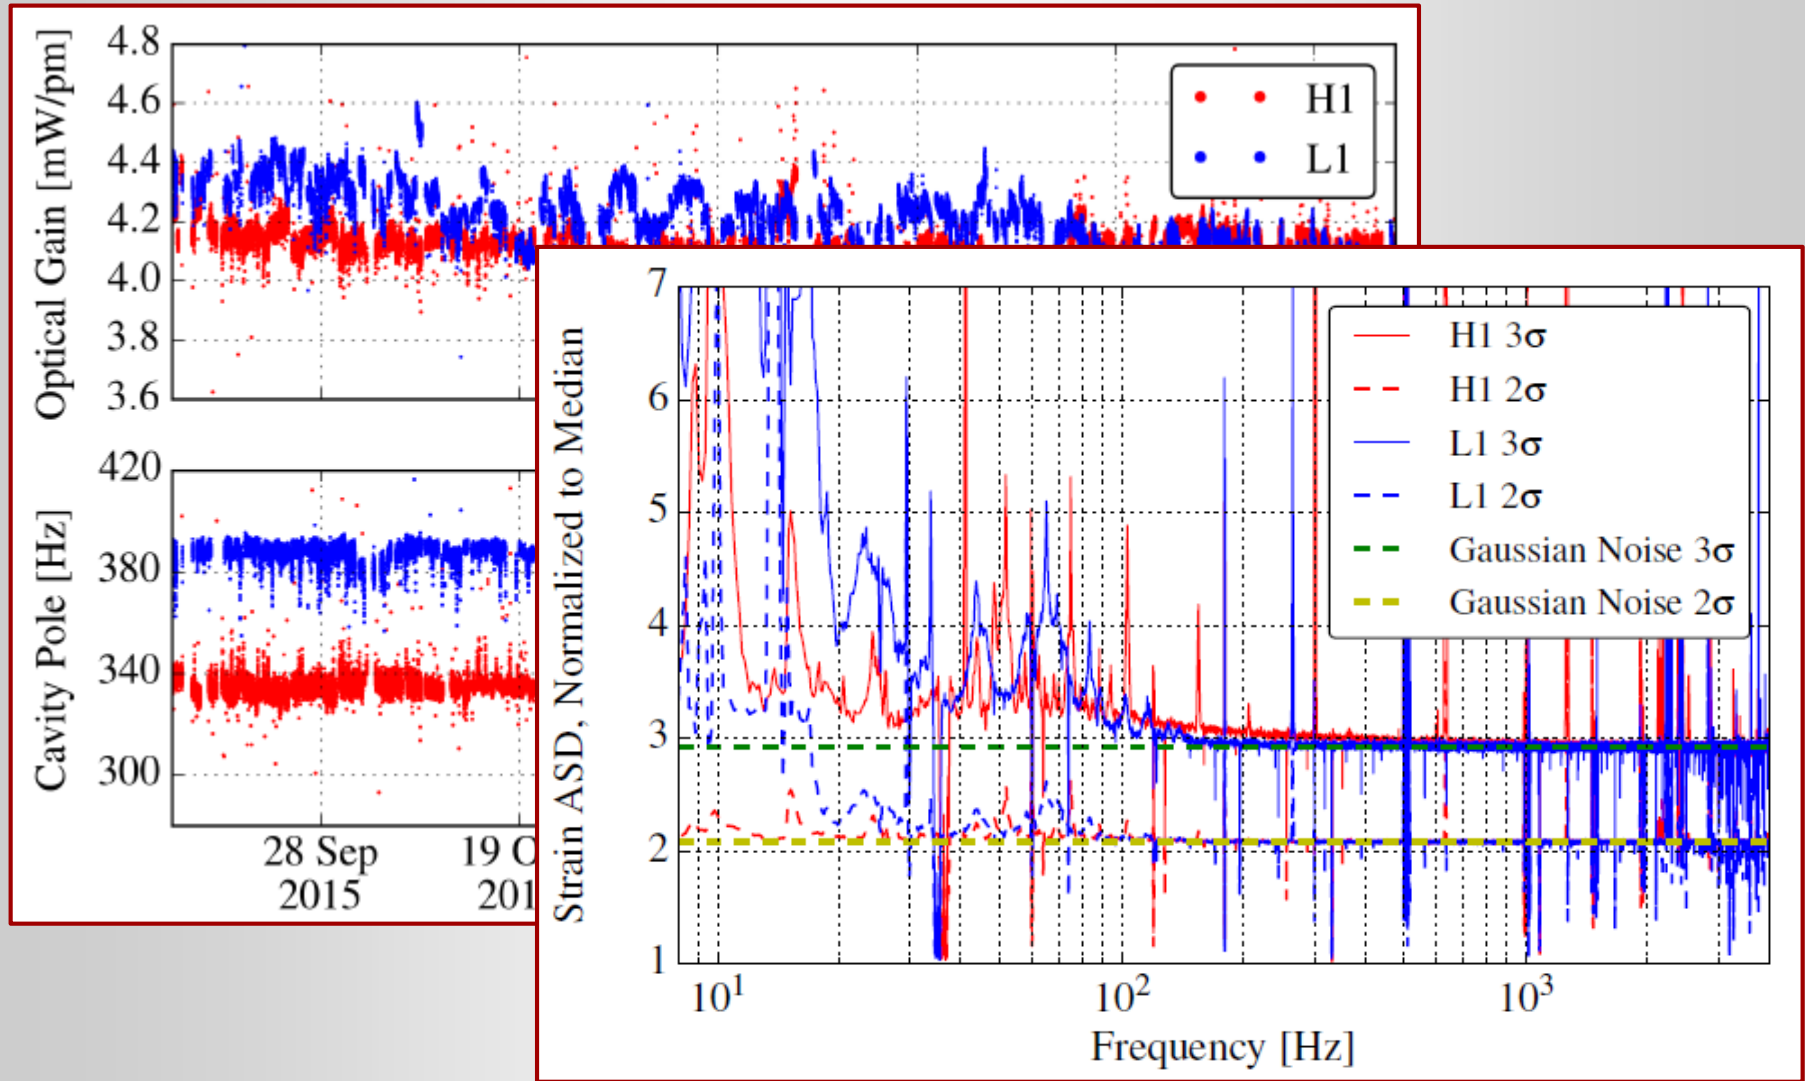 Optical Gain [mW/pm]
4.8
4.6
4.4
4.2
4.0
3.8
3.6
H1
L1
Cavity Pole [Hz]
420
380
340
300
28 Sep
2015
19 O
201
Strain ASD, Normalized to Median
7
6
5
4
3
2
1
H1 3σ
H1 2σ
L1 3σ
L1 2σ
Gaussian Noise 3σ
Gaussian Noise 2σ
10¹
10²
10³
Frequency [Hz]